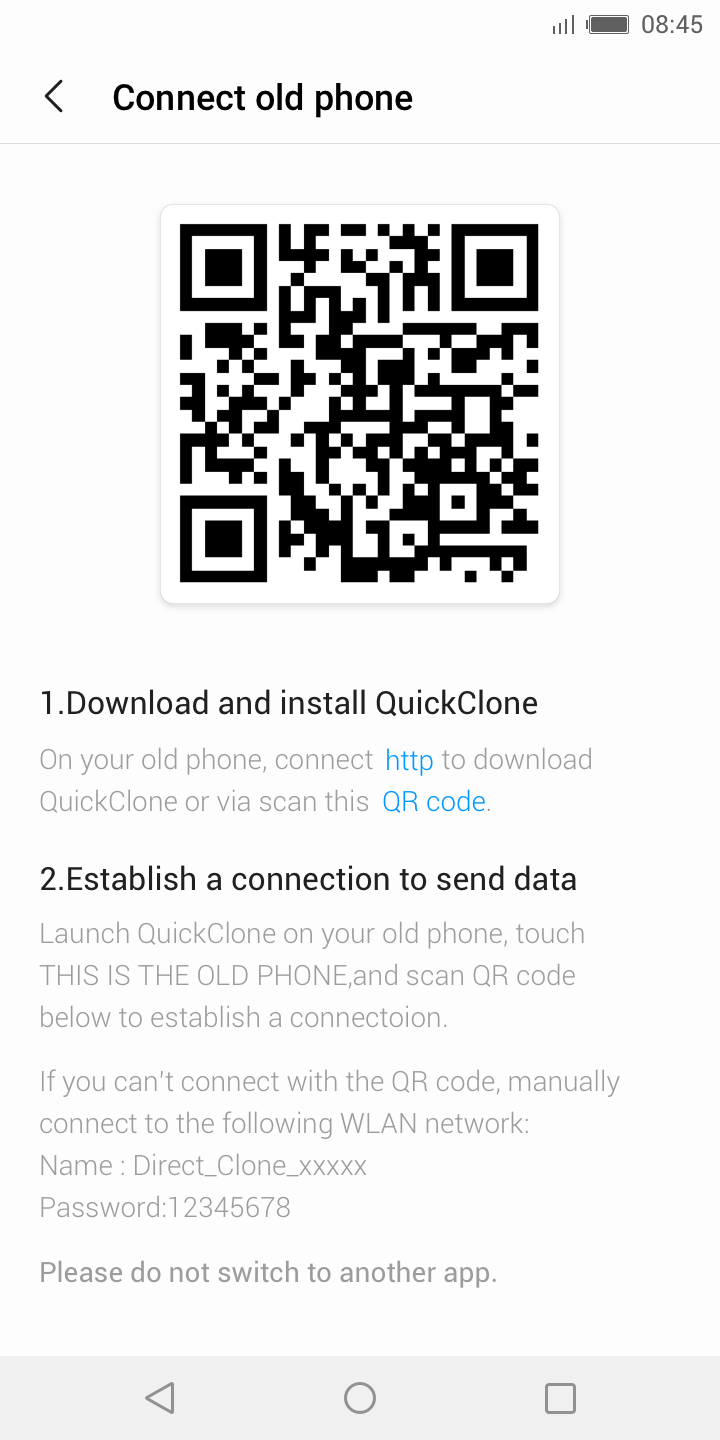 08:45
Connect old phone
1.Download and install QuickClone
On your old phone, connect http to download
QuickClone or via scan this QR code.
2.Establish a connection to send data
Launch QuickClone on your old phone, touch
THIS IS THE OLD PHONE,and scan QR code
below to establish a connectoion.
If you can't connect with the QR code, manually
connect to the following WLAN network:
Name : Direct_Clone_xxxxx
Password:12345678
Please do not switch to another app.